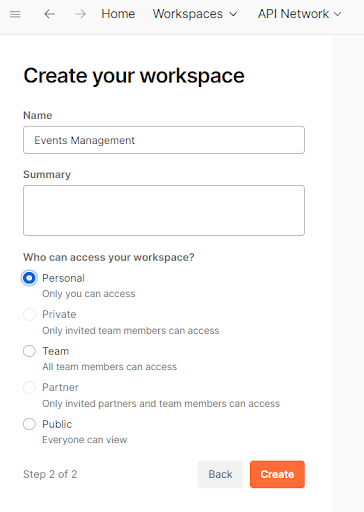 Home Workspaces API Network
Create your workspace
Name
Events Management
Summary
Who can access your workspace?
Personal
Only you can access
Private
Only invited team members can access
Team
All team members can access
Partner
Only invited partners and team members can access
Public
Everyone can view
Step 2 of 2 Back Create